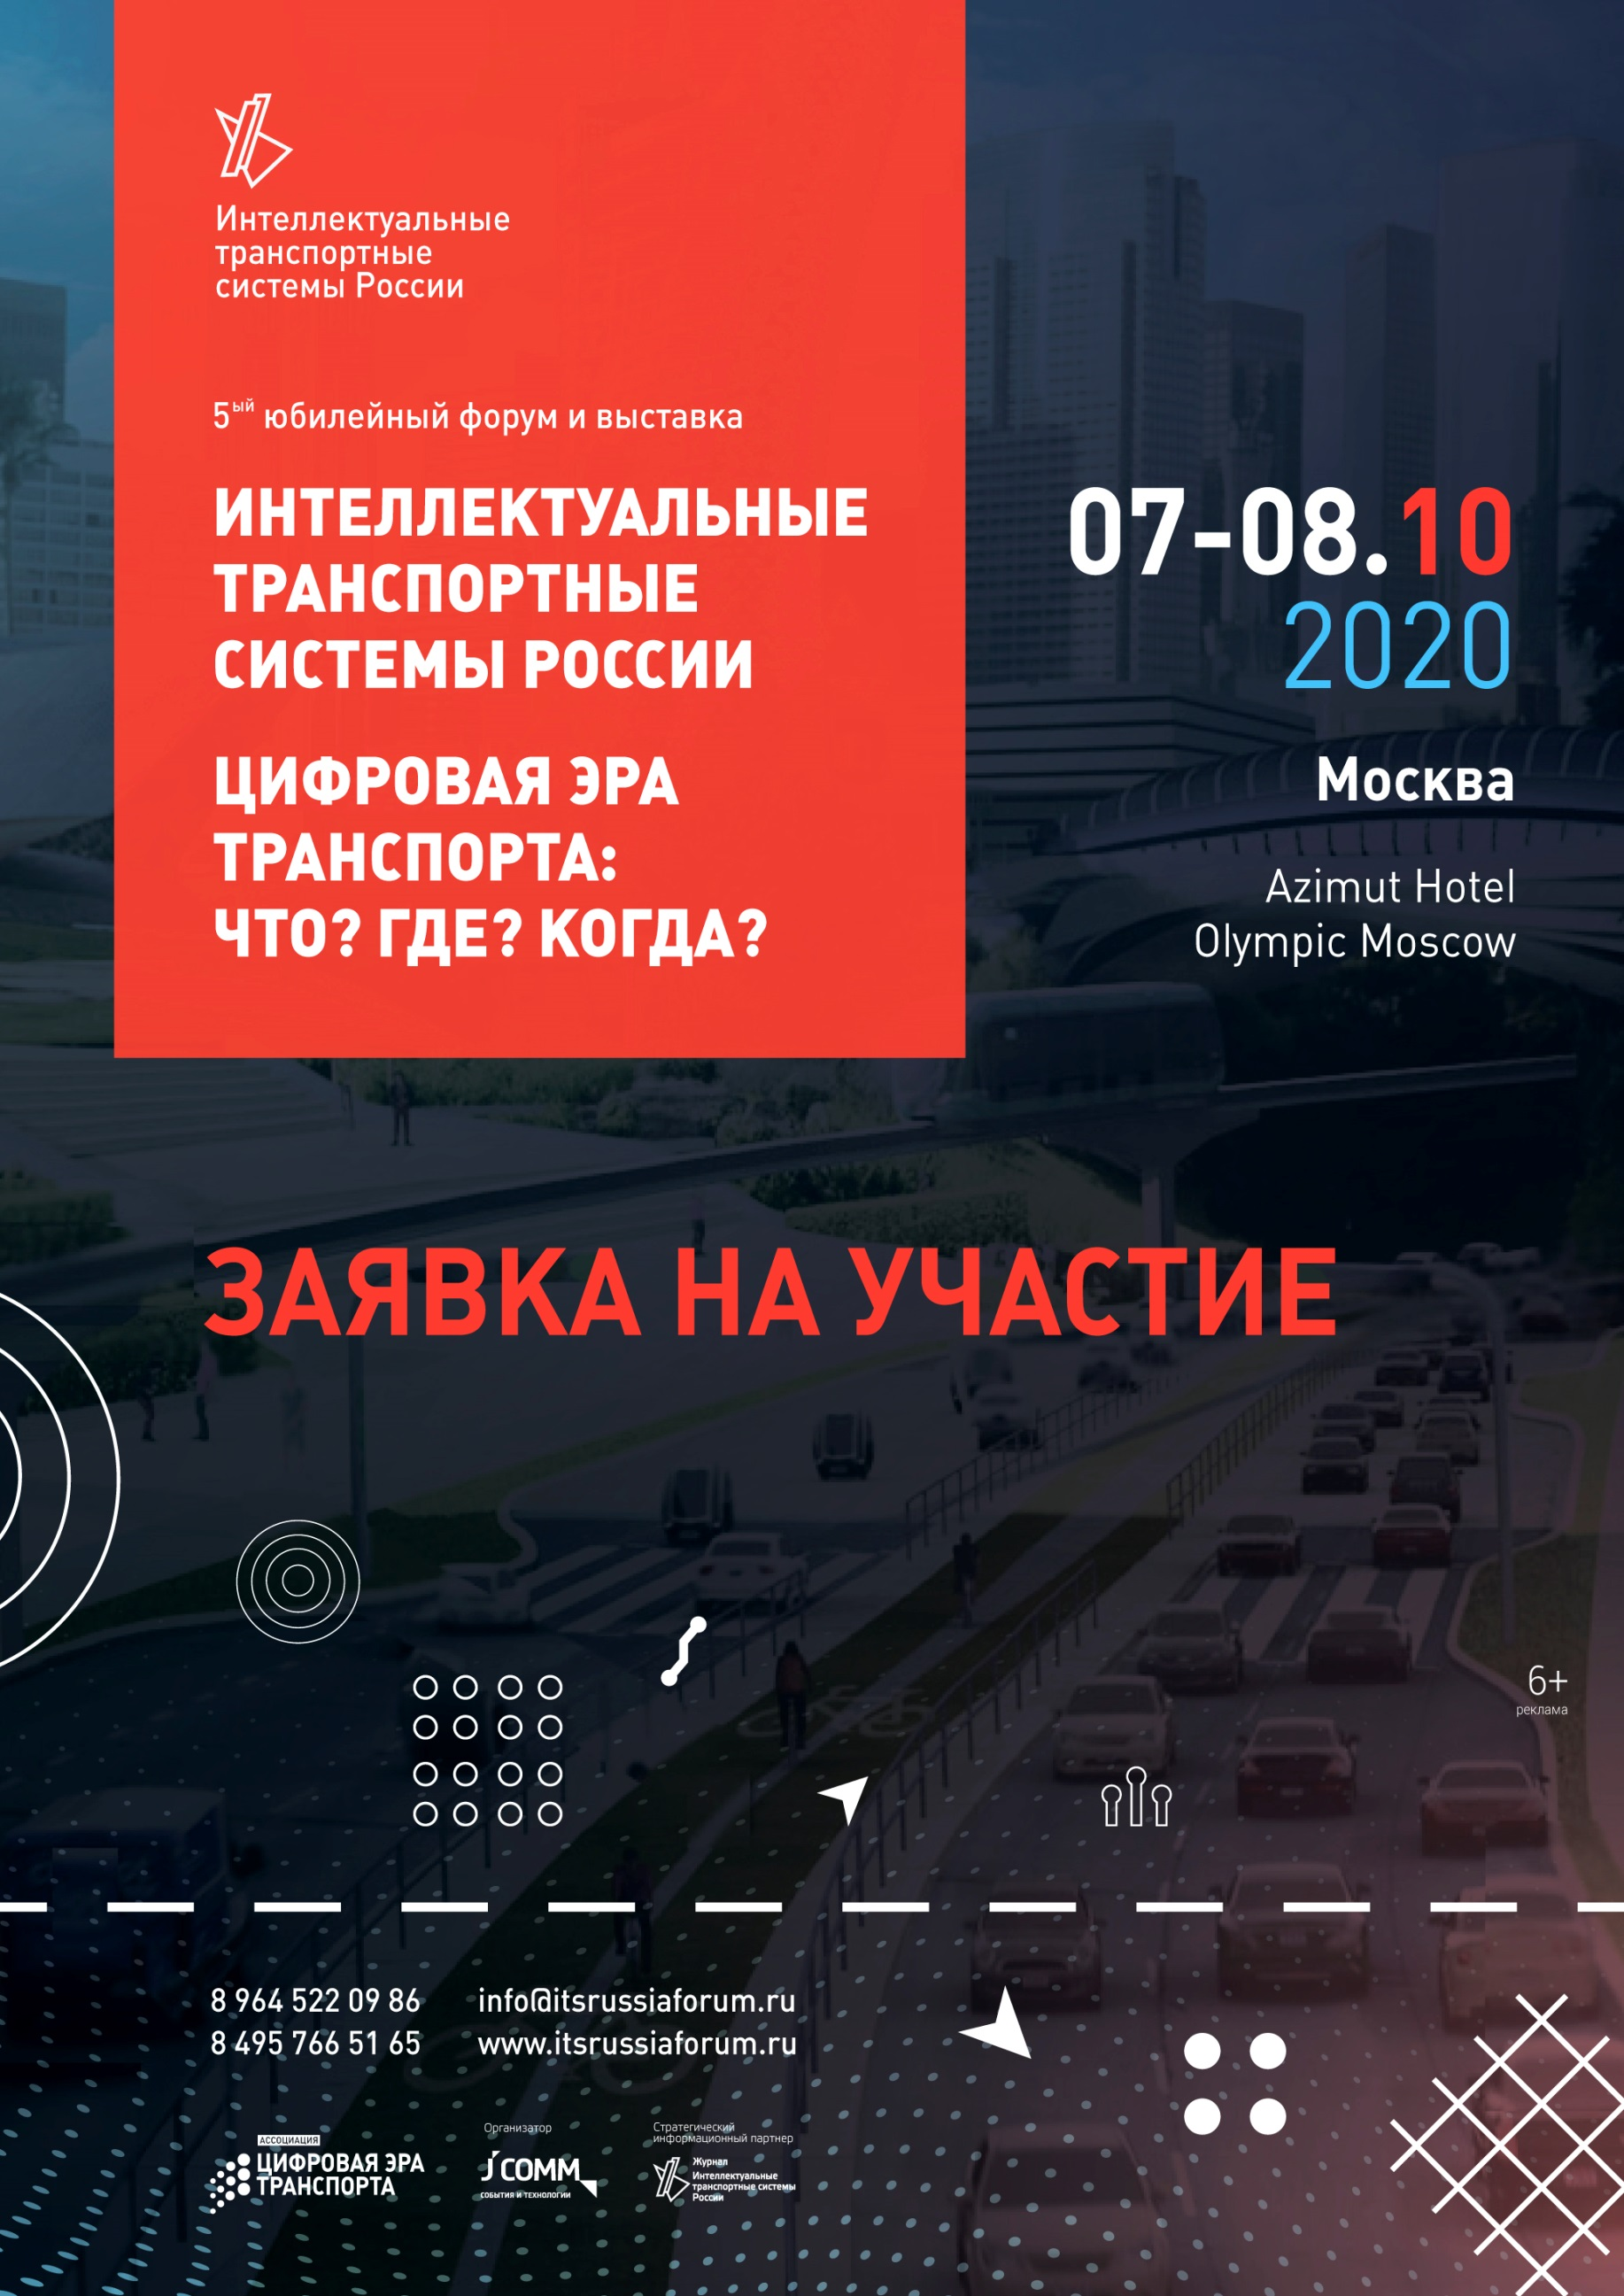 Интеллектуальные
транспортные
системы России
5ый юбилейный форум и выставка
ИНТЕЛЛЕКТУАЛЬНЫЕ
ТРАНСПОРТНЫЕ
СИСТЕМЫ РОССИИ
ЦИФРОВАЯ ЭРА
ТРАНСПОРТА:
ЧТО? ГДЕ? КОГДА?
07-08.10
2020
Москва
Azimut Hotel
Olympic Moscow
ЗАЯВКА НА УЧАСТИЕ
6+
реклама
8 964 522 09 86
8 495 766 51 65
info@itsrussiaforum.ru
www.itsrussiaforum.ru
АССОЦИАЦИЯ
ЦИФРОВАЯ ЭРА
ТРАНСПОРТА
Организатор
J'COMM
СОБЫТИЯ И ТЕХНОЛОГИИ
Стратегический
информационный партнер
Журнал
Интеллектуальные
транспортные системы
России